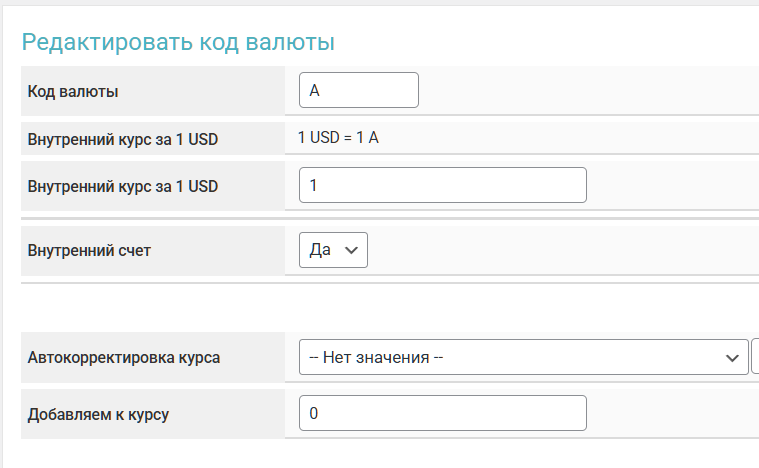 Редактировать код валюты
Код валюты A
Внутренний курс за 1 USD 1 USD = 1 A
Внутренний курс за 1 USD 1
Внутренний счет Да
Автокорректировка курса -- Нет значения --
Добавляем к курсу 0